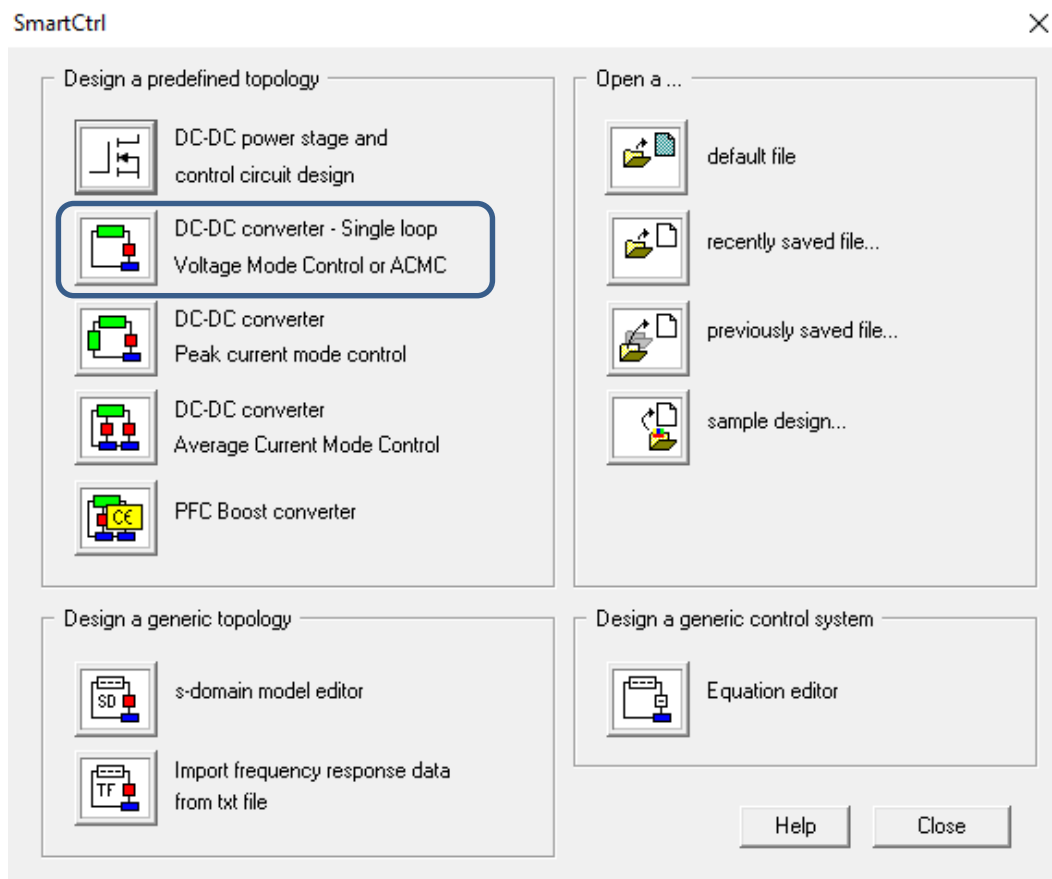 SmartCtrl
Design a predefined topology
DC-DC power stage and
control circuit design
DC-DC converter - Single loop
Voltage Mode Control or ACMC
DC-DC converter
Peak current mode control
DC-DC converter
Average Current Mode Control
C€
PFC Boost converter
Open a ...
default file
recently saved file...
previously saved file...
sample design...
Design a generic topology
SD
s-domain model editor
TF
Import frequency response data
from txt file
Design a generic control system
Equation editor
Help
Close